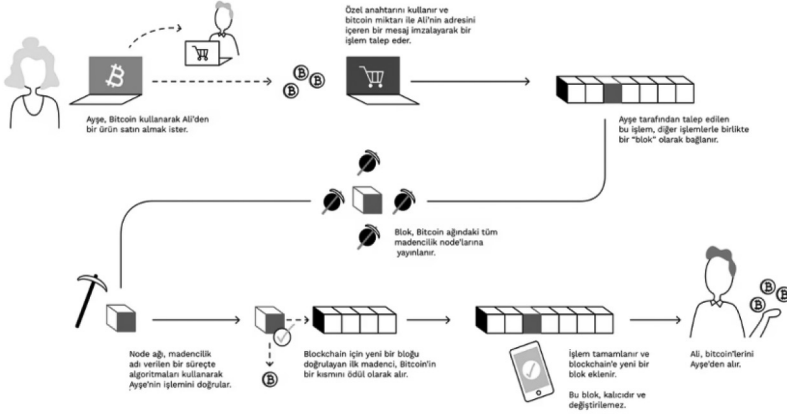 Özel anahtarını kullanır ve
bitcoin miktarı ile Ali'nin adresini
içeren bir mesaj imzalayarak bir
işlem talep eder.
Ayşe, Bitcoin kullanarak Ali'den
bir ürün satın almak ister.
Ayşe tarafından talep edilen
bu işlem, diğer işlemlerle birlikte
bir "blok" olarak bağlanır.
Blok, Bitcoin ağındaki tüm
madencilik node'larına
yayınlanır.
Node ağı, madencilik
adı verilen bir süreçte
algoritmaları kullanarak
Ayşe'nin işlemini doğrular.
Blockchain için yeni bir bloğu
doğrulayan ilk madenci, Bitcoin'in
bir kısmını ödül olarak alır.
İşlem tamamlanır ve
blockchain'e yeni bir
blok eklenir.
Bu blok, kalıcıdır ve
değiştirilemez.
Ali, bitcoin'lerini
Ayşe'den alır.